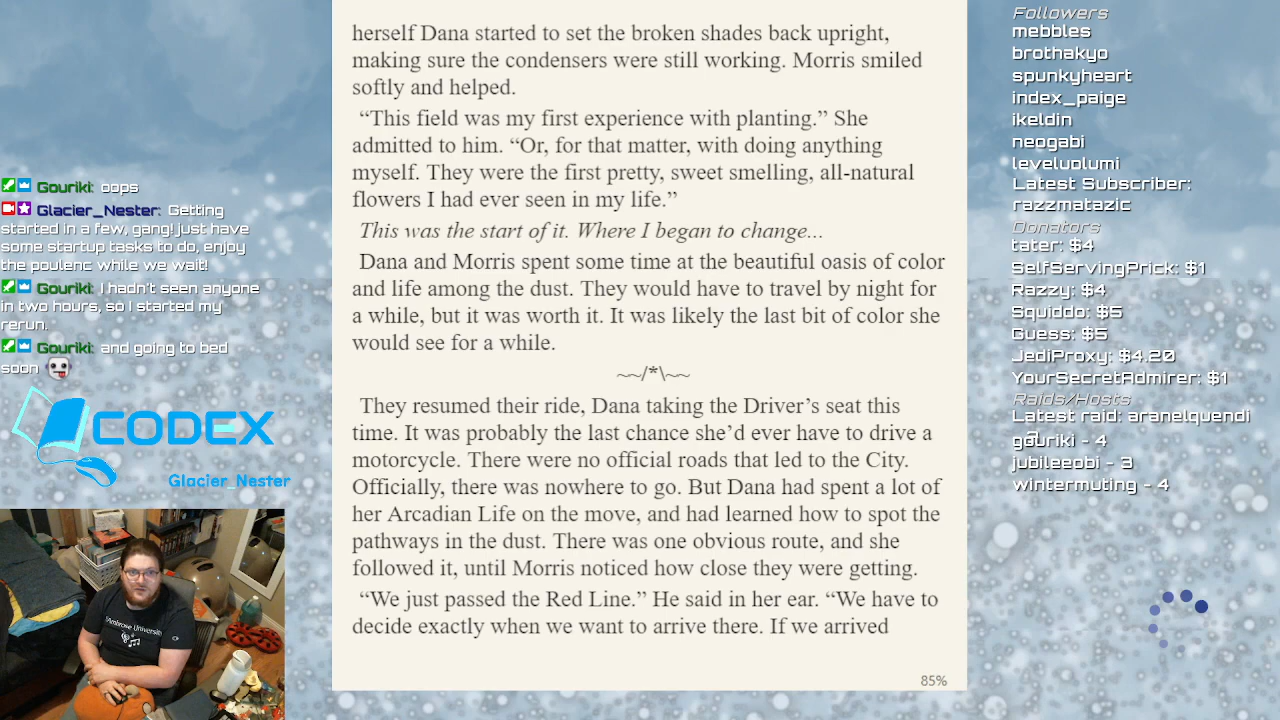 Gouriki: oops
Glacier_Nester: Getting
started in a few, gang! just have
some startup tasks to do, enjoy
the poulenc while we wait!
Gouriki: I hadn't seen anyone
in two hours, so I started my
rerun.
Gouriki: and going to bed
soon
CODEX
Glacier_Nester
Ambrose University
herself Dana started to set the broken shades back upright,
making sure the condensers were still working. Morris smiled
softly and helped.
“This field was my first experience with planting.” She
admitted to him. “Or, for that matter, with doing anything
myself. They were the first pretty, sweet smelling, all-natural
flowers I had ever seen in my life.”
This was the start of it. Where I began to change...
Dana and Morris spent some time at the beautiful oasis of color
and life among the dust. They would have to travel by night for
a while, but it was worth it. It was likely the last bit of color she
would see for a while.
~~/*\~~
They resumed their ride, Dana taking the Driver’s seat this
time. It was probably the last chance she’d ever have to drive a
motorcycle. There were no official roads that led to the City.
Officially, there was nowhere to go. But Dana had spent a lot of
her Arcadian Life on the move, and had learned how to spot the
pathways in the dust. There was one obvious route, and she
followed it, until Morris noticed how close they were getting.
“We just passed the Red Line.” He said in her ear. “We have to
decide exactly when we want to arrive there. If we arrived
85%
Followers
mebbles
brothakyo
spunkyheart
index_paige
ikeldin
neogabi
leveluolumi
Latest Subscriber:
razzmatazic
Donators
tater: $4
SelfServingPrick: $1
Razzy: $4
Squiddo: $5
Guess: $5
JediProxy: $4.20
YourSecretAdmirer: $1
Raids/Hosts
Latest raid: aranelquendi
gouriki - 4
jubileepbi - 3
wintermuting - 4